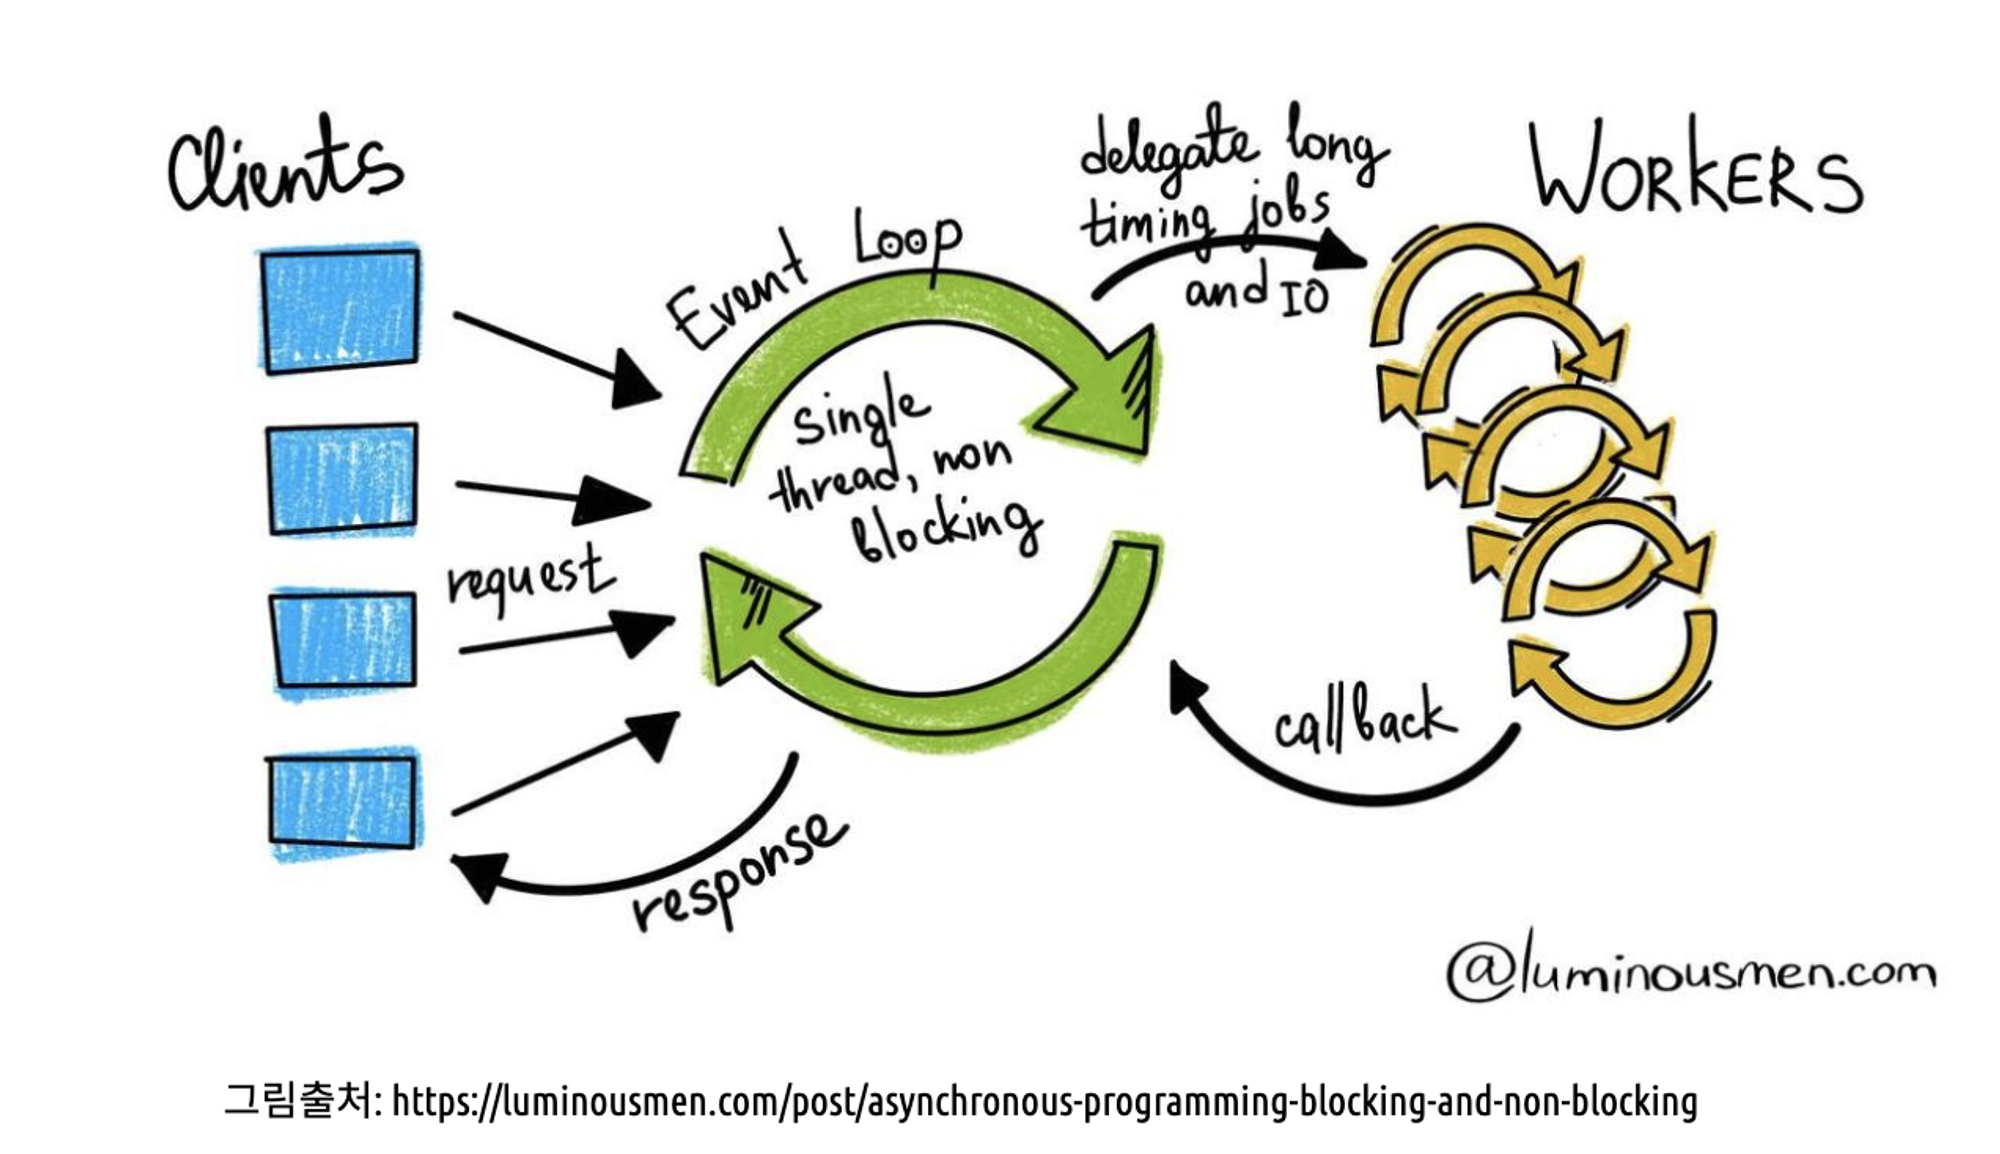 Clients
Event Loop
delegate long
timing jobs
and IO
WORKERS
single
thread, non
blocking
request
callback
response
@luminousmen.com
그림출처: https://luminousmen.com/post/asynchronous-programming-blocking-and-non-blocking